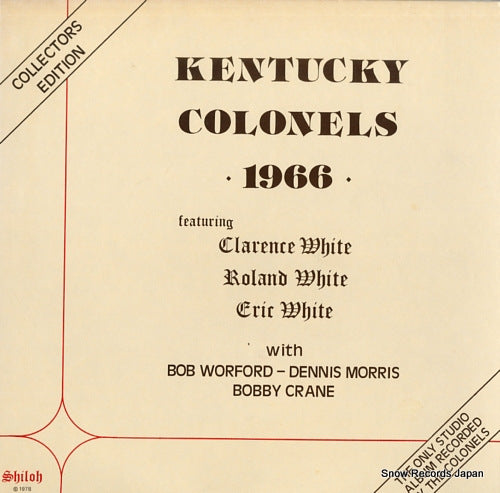 COLLECTORS
EDITION
KENTUCKY
COLONELS
· 1966 ·
featuring
Clarence White
Roland White
Eric White
with
BOB WORFORD – DENNIS MORRIS
BOBBY CRANE
THE ONLY STUDIO
ALBUM RECORDED
BY THE COLONELS
Shiloh
© 1978
Snow Records Japan